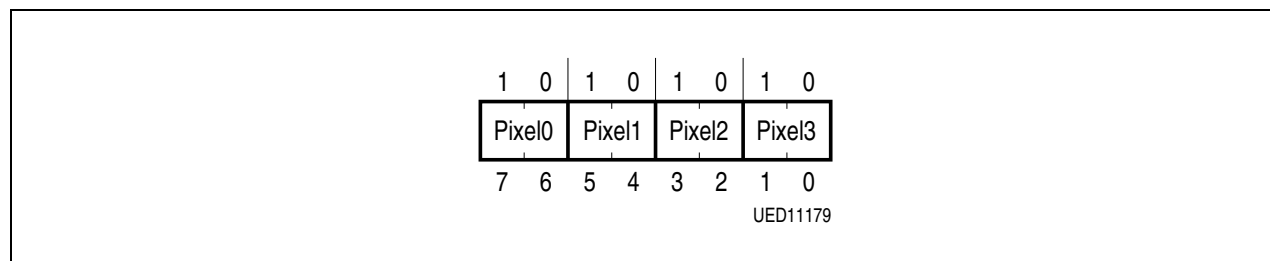 1 0 1 0 1 0 1 0
Pixel0 Pixel1 Pixel2 Pixel3
7 6 5 4 3 2 1 0
UED11179